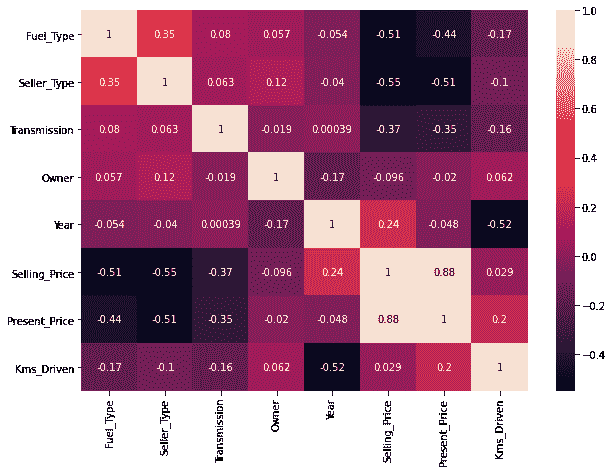 1.0
Fuel_Type 1 0.35 0.08 0.057 -0.054 -0.51 -0.44 -0.17
0.8
Seller_Type 0.35 1 0.063 0.12 -0.04 -0.55 -0.51 -0.1
0.6
Transmission 0.08 0.063 1 -0.019 0.00039 -0.37 -0.35 -0.16
0.4
Owner 0.057 0.12 -0.019 1 -0.17 -0.096 -0.02 0.062
0.2
Year -0.054 -0.04 0.00039 -0.17 1 0.24 -0.048 -0.52
0.0
Selling_Price -0.51 -0.55 -0.37 -0.096 0.24 1 0.88 0.029
-0.2
Present_Price -0.44 -0.51 -0.35 -0.02 -0.048 0.88 1 0.2
-0.4
Kms_Driven -0.17 -0.1 -0.16 0.062 -0.52 0.029 0.2 1
Fuel_Type
Seller_Type
Transmission
Owner
Year
Selling_Price
Present_Price
Kms_Driven